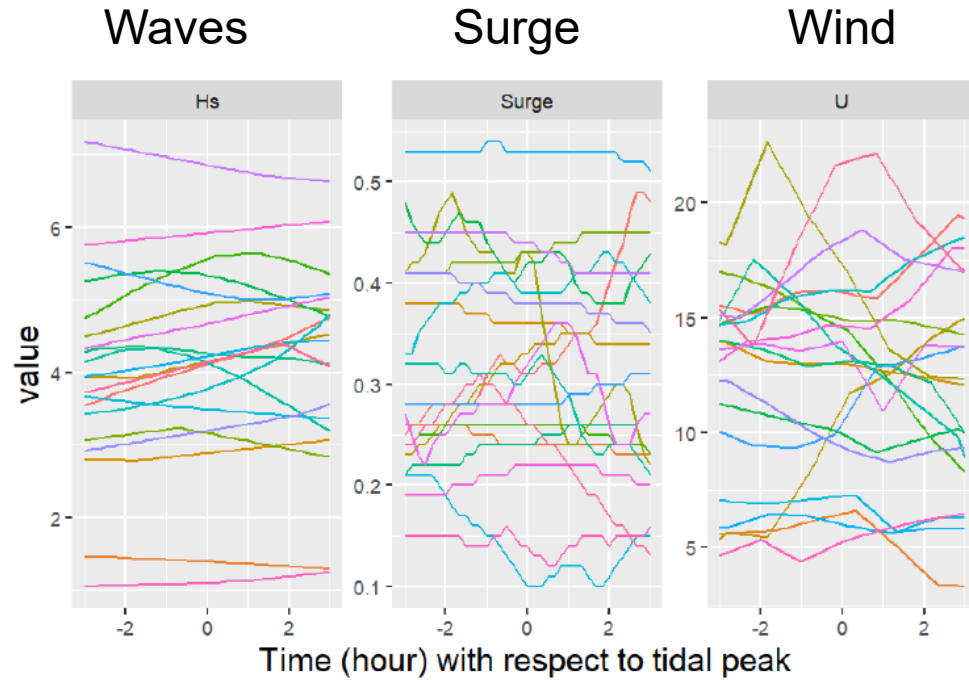 Waves Surge Wind
Hs Surge U
value
6
4
2
0.5
0.4
0.3
0.2
0.1
20
15
10
5
-2 0 2 -2 0 2 -2 0 2
Time (hour) with respect to tidal peak